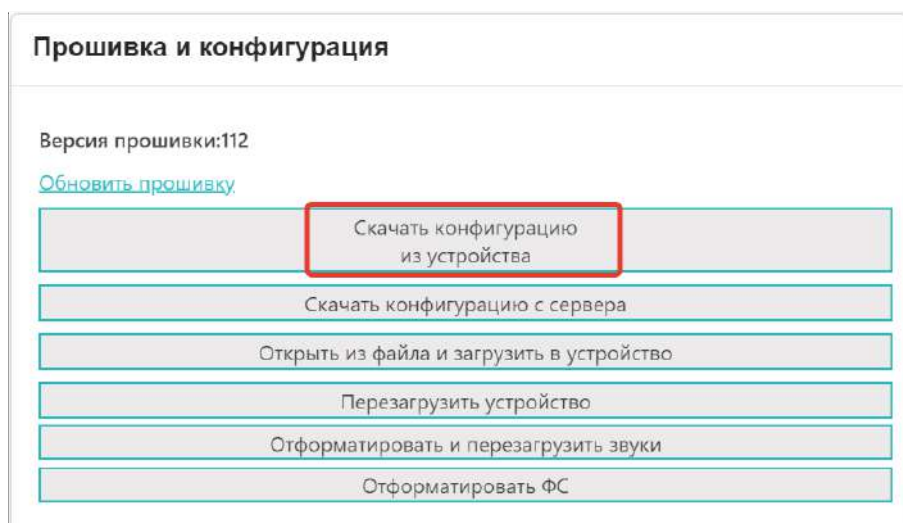 Прошивка и конфигурация
Версия прошивки:112
Обновить прошивку
Скачать конфигурацию
из устройства
Скачать конфигурацию с сервера
Открыть из файла и загрузить в устройство
Перезагрузить устройство
Отформатировать и перезагрузить звуки
Отформатировать ФС